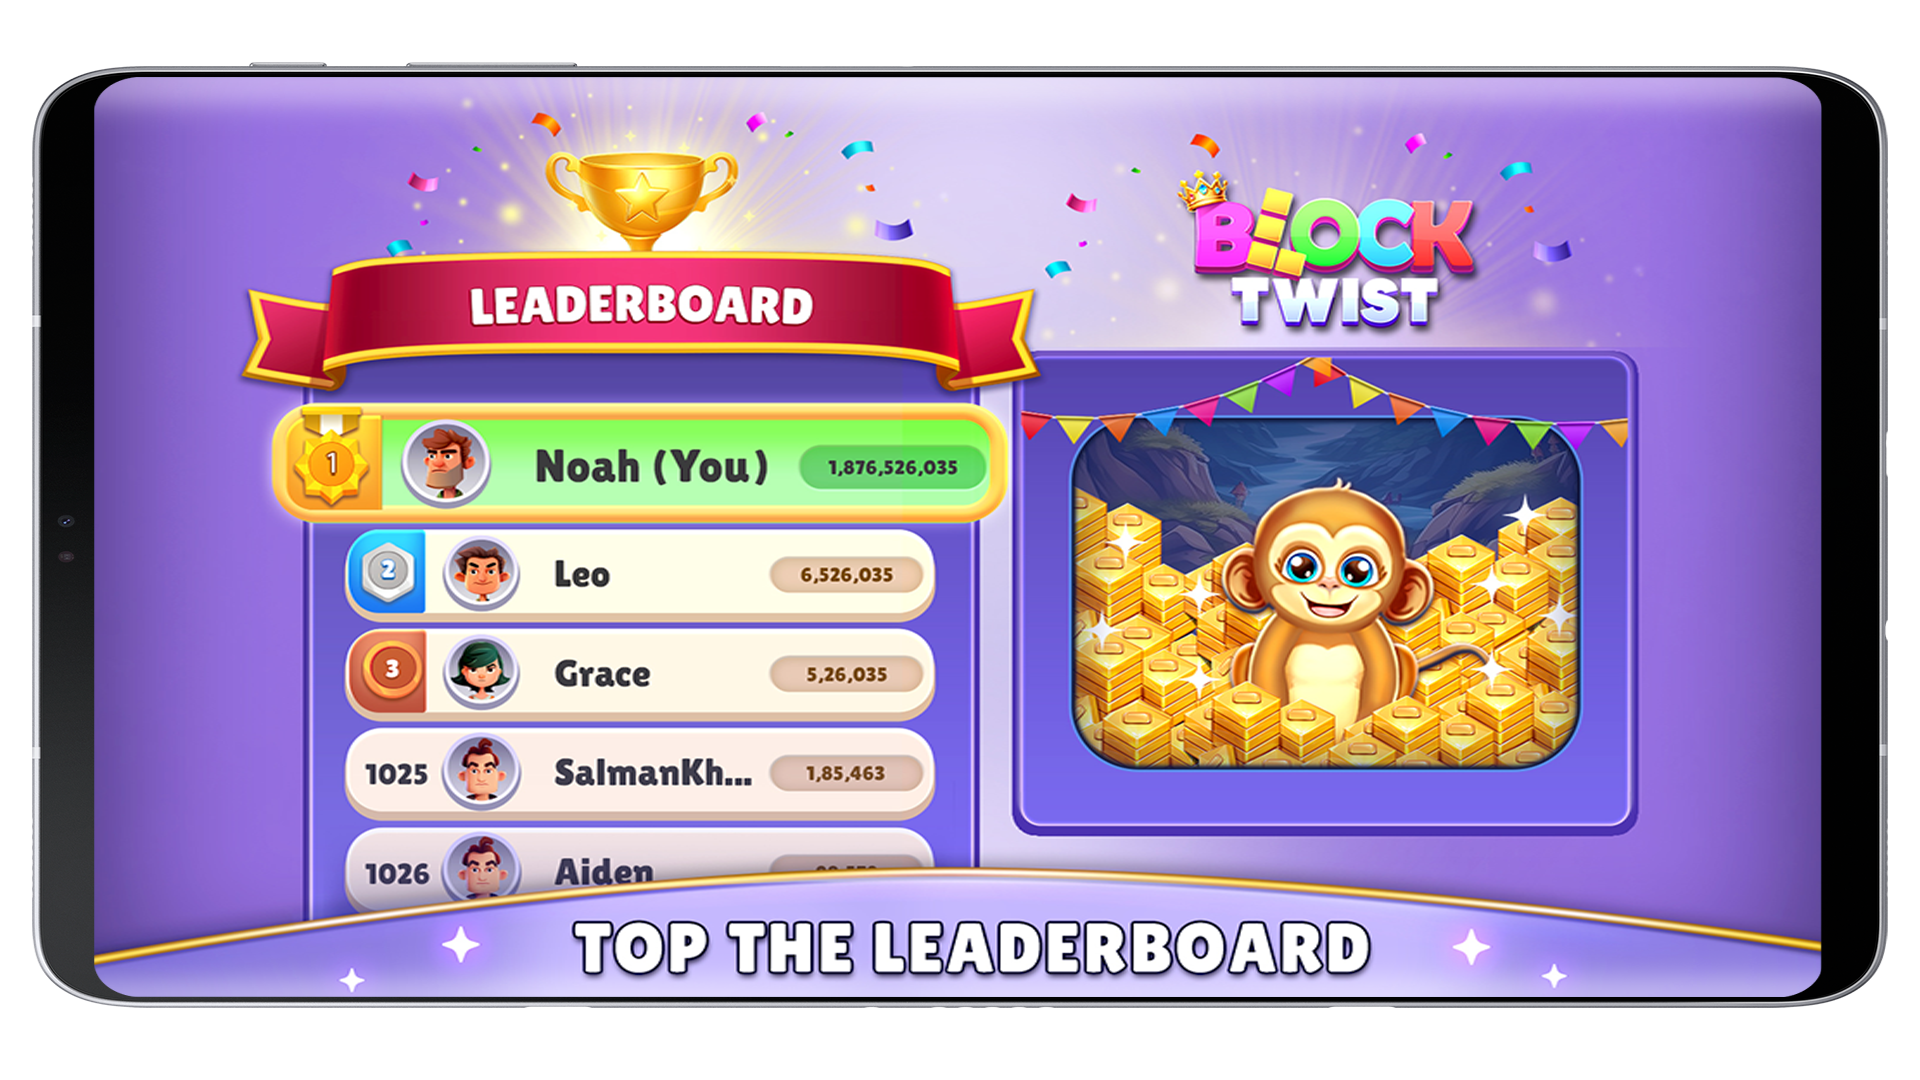 LEADERBOARD
1 Noah (You) 1,876,526,035
2 Leo 6,526,035
3 Grace 5,26,035
1025 SalmanKh... 1,85,463
1026 Aiden
BLOCK
TWIST
TOP THE LEADERBOARD